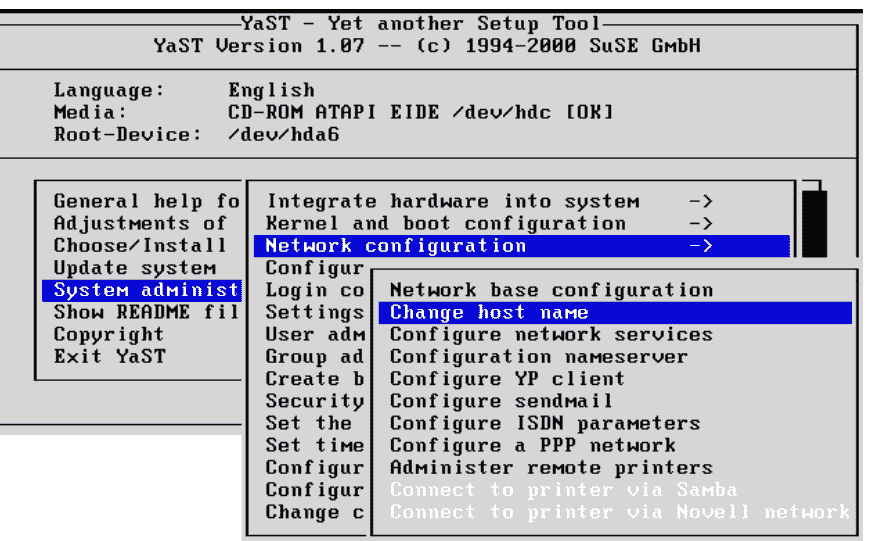 YaST - Yet another Setup Tool
YaST Version 1.07 -- (c) 1994-2000 SuSE GmbH
Language: English
Media: CD-ROM ATAPI EIDE /dev/hdc [OK]
Root-Device: /dev/hda6
General help fo
Adjustments of
Choose/Install
Update system
System administ
Show README fil
Copyright
Exit YaST
Integrate hardware into system ->
Kernel and boot configuration ->
Network configuration ->
Configur
Login co
Settings
User adm
Group ad
Create b
Security
Set the
Set time
Configur
Configur
Change c
Network base configuration
Change host name
Configure network services
Configuration nameserver
Configure YP client
Configure sendmail
Configure ISDN parameters
Configure a PPP network
Administer remote printers
Connect to printer via Samba
Connect to printer via Novell network